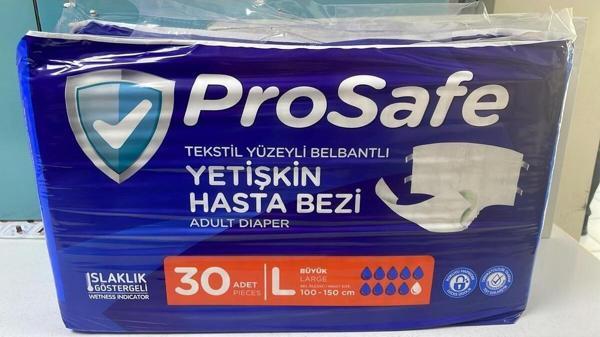 ProSafe
TEKSTİL YÜZEYLİ BELBANTLI
YETİŞKİN
HASTA BEZİ
ADULT DIAPER
ISLAKLIK
GÖSTERGELİ
WETNESS INDICATOR
30 ADET
PIECES
L BÜYÜK
LARGE
100-150 cm